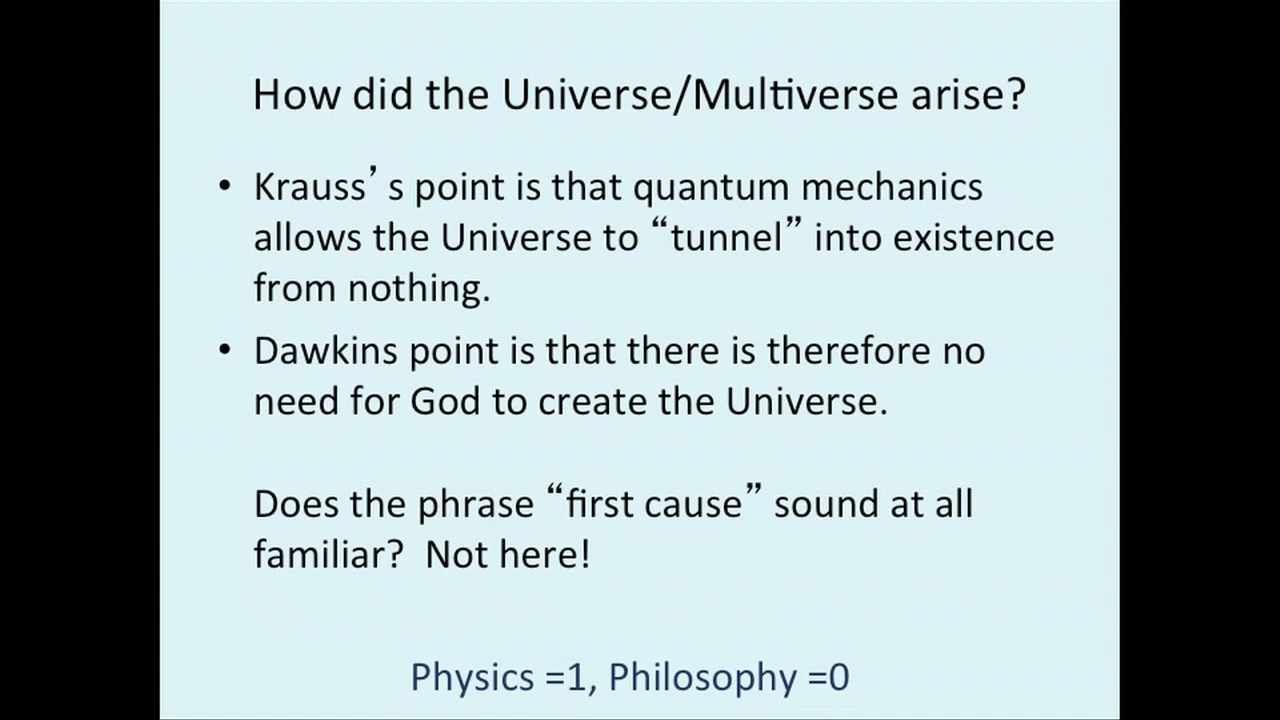 How did the Universe/Multiverse arise?
• Krauss’ s point is that quantum mechanics
allows the Universe to “tunnel” into existence
from nothing.
• Dawkins point is that there is therefore no
need for God to create the Universe.
Does the phrase “first cause” sound at all
familiar?  Not here!
Physics =1, Philosophy =0